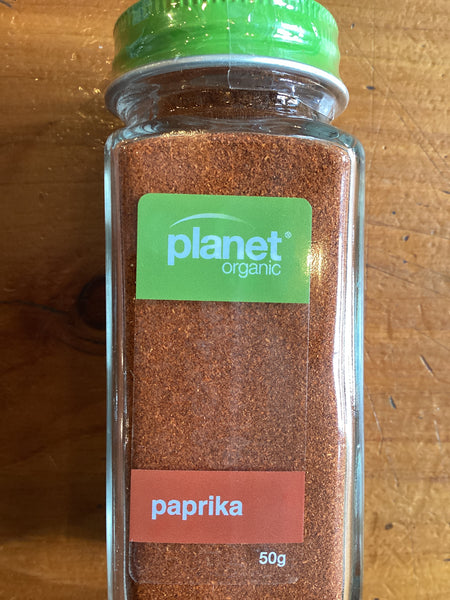 planet®
organic
paprika
50g